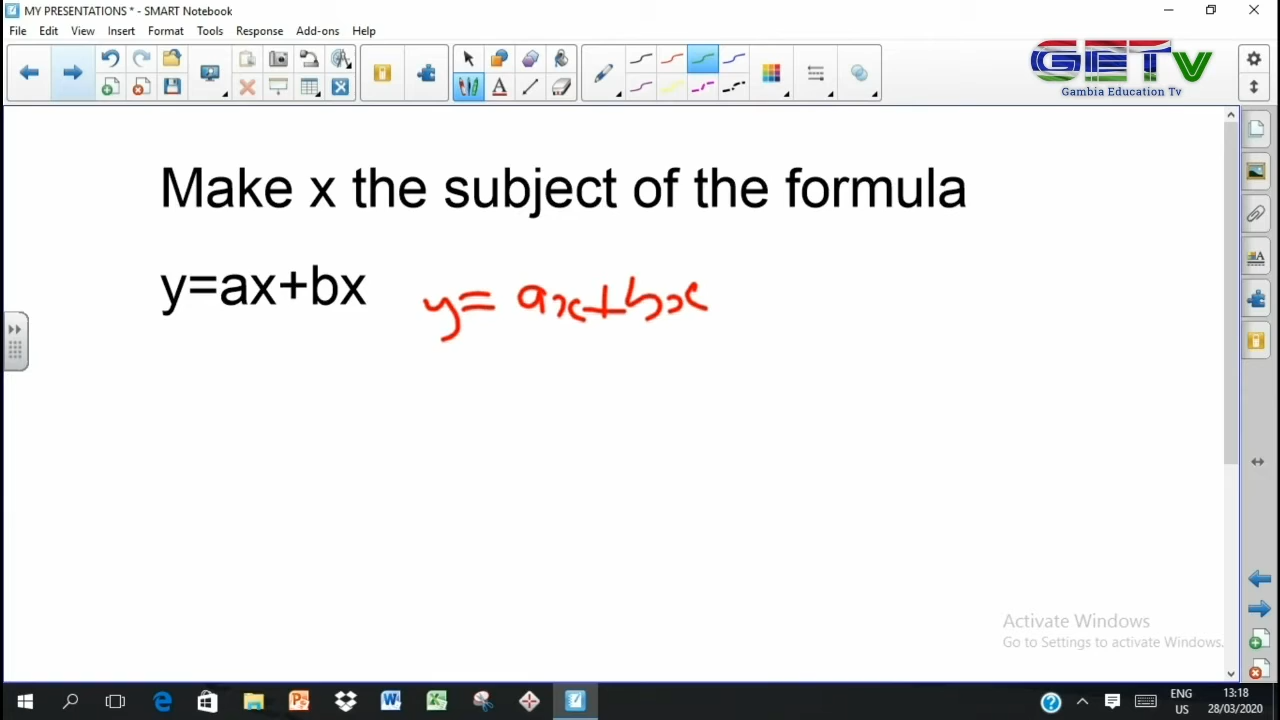 MY PRESENTATIONS * - SMART Notebook
File Edit View Insert Format Tools Response Add-ons Help
GETv
Gambia Education Tv
Make x the subject of the formula
y=ax+bx y= ax+bx
Activate Windows
Go to Settings to activate Windows.
ENG 13:18
US 28/03/2020